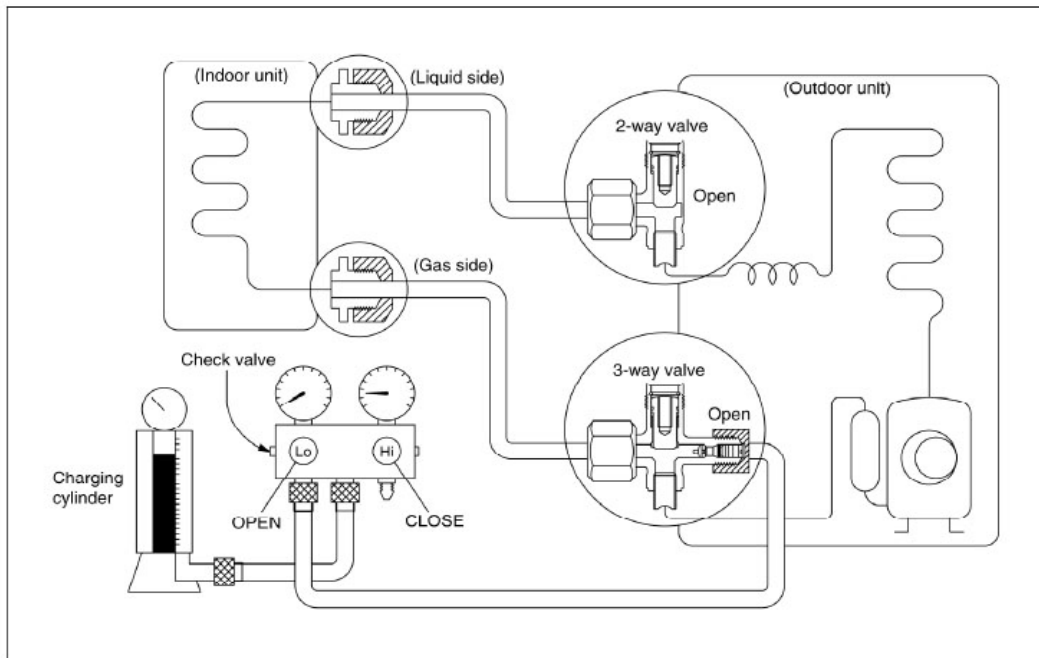 (Indoor unit)
(Liquid side)
(Outdoor unit)
2-way valve
Open
(Gas side)
Check valve
3-way valve
Open
Lo
Hi
Charging
cylinder
OPEN
CLOSE